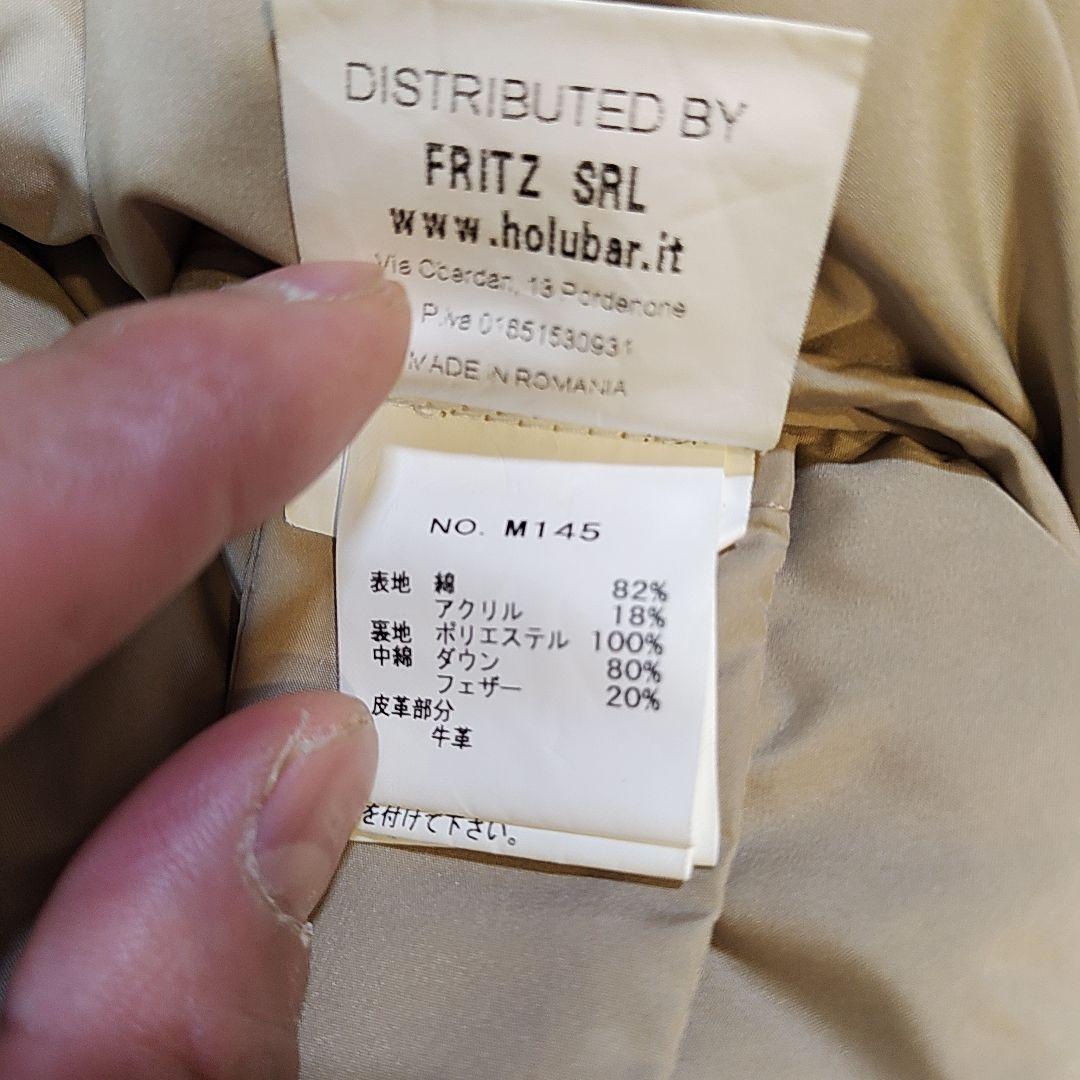 DISTRIBUTED BY
FRITZ SRL
www.holubar.it
Via Oberdan, 13 Pordenone
P.iva 01651530931
MADE IN ROMANIA
NO. M145
表地 綿 82%
アクリル 18%
裏地 ポリエステル 100%
中綿 ダウン 80%
フェザー 20%
皮革部分
牛革
を付けて下さい。